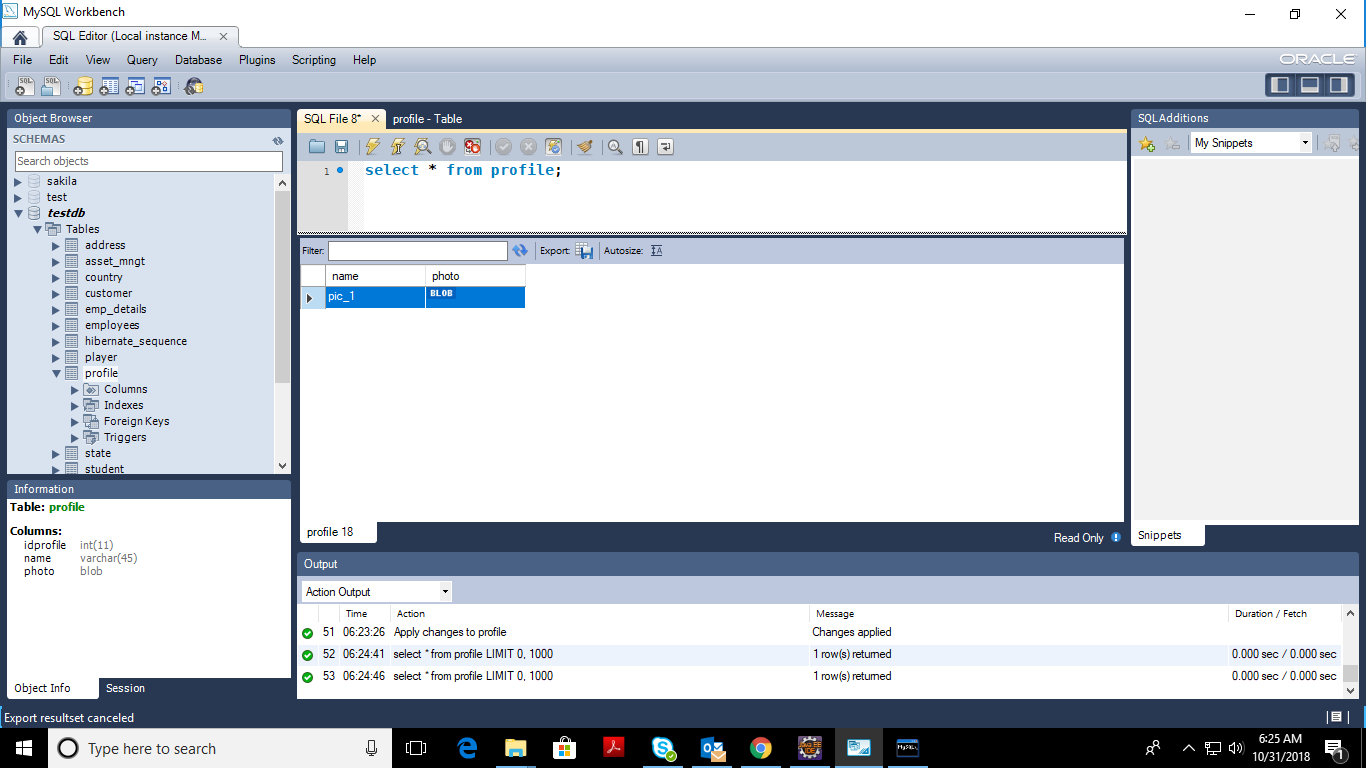 MySQL Workbench
SQL Editor (Local instance M...
File Edit View Query Database Plugins Scripting Help
ORACLE
Object Browser
SCHEMAS
Search objects
sakila
test
testdb
Tables
address
asset_mngt
country
customer
emp_details
employees
hibernate_sequence
player
profile
Columns
Indexes
Foreign Keys
Triggers
state
student
Information
Table: profile
Columns:
idprofile int(11)
name varchar(45)
photo blob
Object Info Session
SQL File 8* profile - Table
1 select * from profile;
Filter: Export: Autosize:
name photo
pic_1 BLOB
profile 18
Read Only
SQLAdditions
My Snippets
Snippets
Output
Action Output
Time Action Message Duration / Fetch
51 06:23:26 Apply changes to profile Changes applied
52 06:24:41 select * from profile LIMIT 0, 1000 1 row(s) returned 0.000 sec / 0.000 sec
53 06:24:46 select * from profile LIMIT 0, 1000 1 row(s) returned 0.000 sec / 0.000 sec
Export resultset canceled
Type here to search
6:25 AM
10/31/2018
1